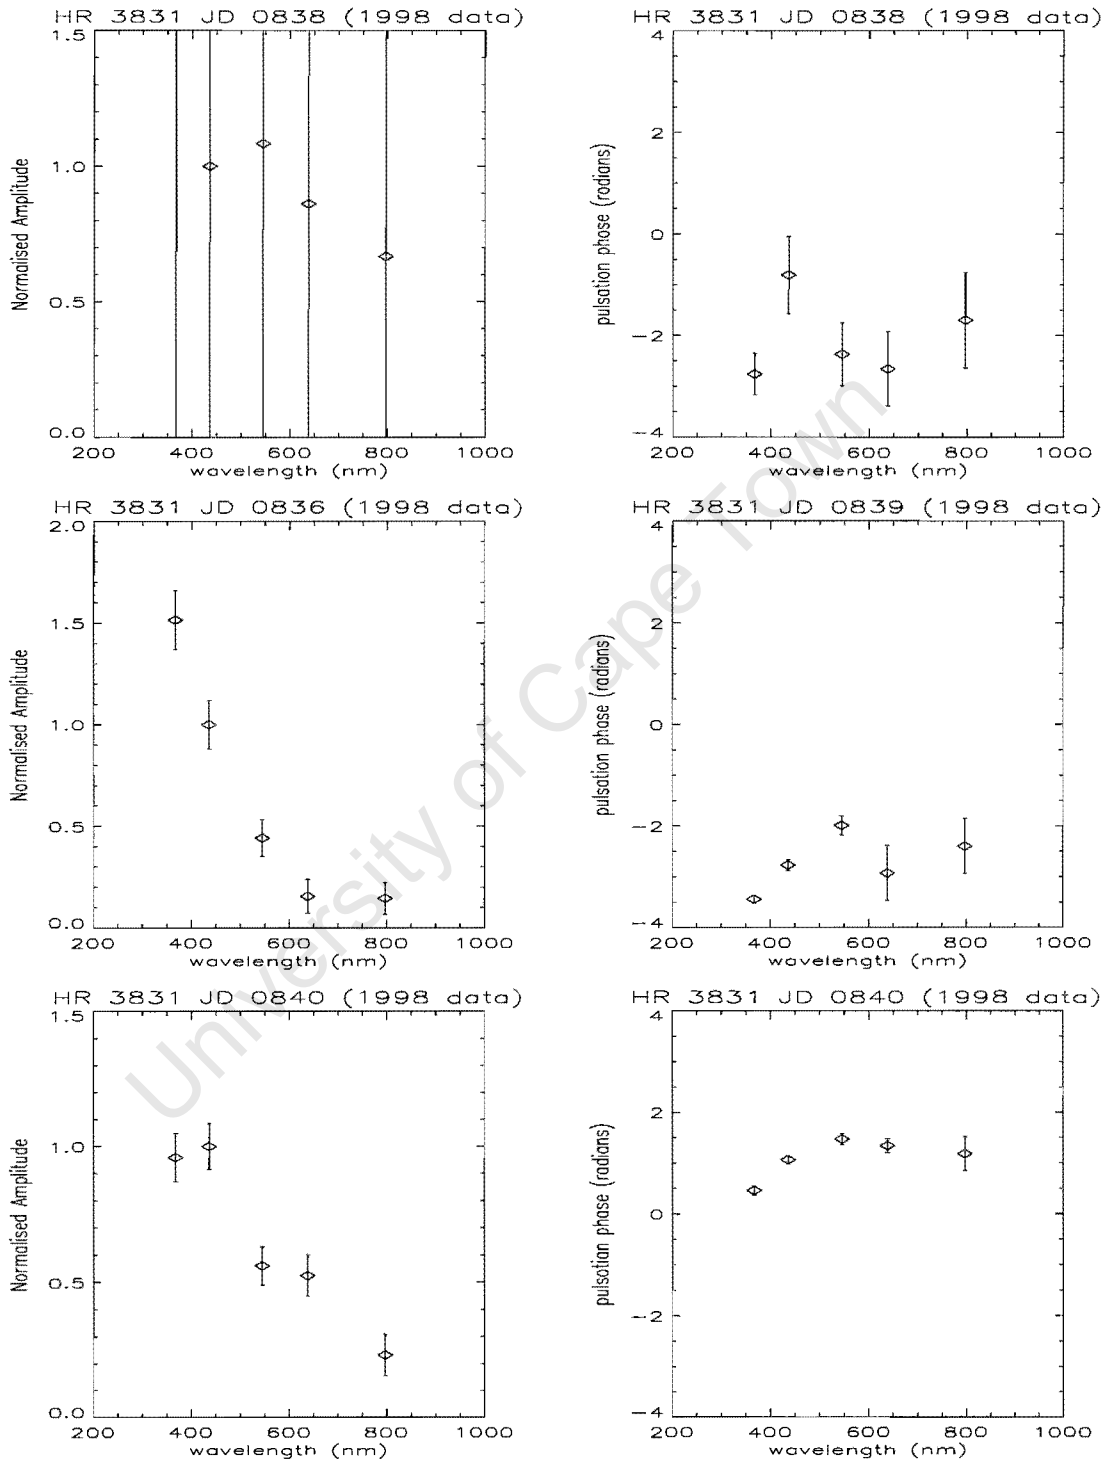 HR 3831 JD 0838 (1998 data)
1.5
1.0
0.5
0.0
Normalised Amplitude
200 400 600 800 1000
wavelength (nm)
HR 3831 JD 0838 (1998 data)
4
2
0
-2
-4
pulsation phase (radians)
200 400 600 800 1000
wavelength (nm)
HR 3831 JD 0836 (1998 data)
2.0
1.5
1.0
0.5
0.0
Normalised Amplitude
200 400 600 800 1000
wavelength (nm)
HR 3831 JD 0839 (1998 data)
4
2
0
-2
-4
pulsation phase (radians)
200 400 600 800 1000
wavelength (nm)
HR 3831 JD 0840 (1998 data)
1.5
1.0
0.5
0.0
Normalised Amplitude
200 400 600 800 1000
wavelength (nm)
HR 3831 JD 0840 (1998 data)
4
2
0
-2
-4
pulsation phase (radians)
200 400 600 800 1000
wavelength (nm)
University of Cape Town